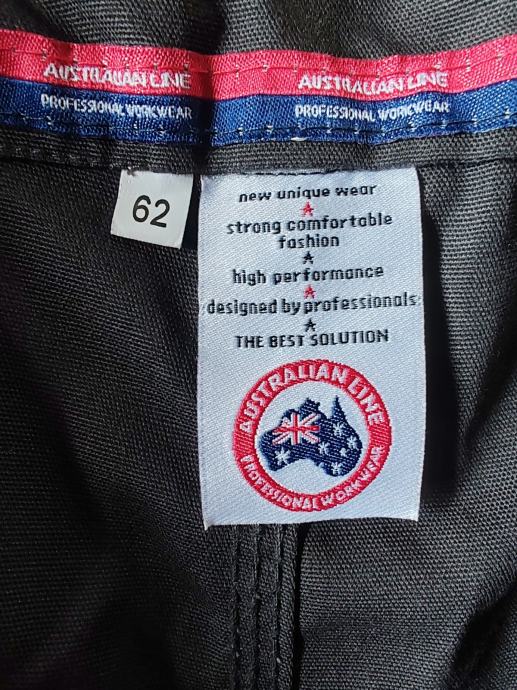 AUSTRALIAN LINE AUSTRALIAN LINE
PROFESSIONAL WORKWEAR PROFESSIONAL WORKWEAR
62
new unique wear
strong comfortable
fashion
high performance
designed by professionals
THE BEST SOLUTION
AUSTRALIAN LINE
PROFESSIONAL WORKWEAR